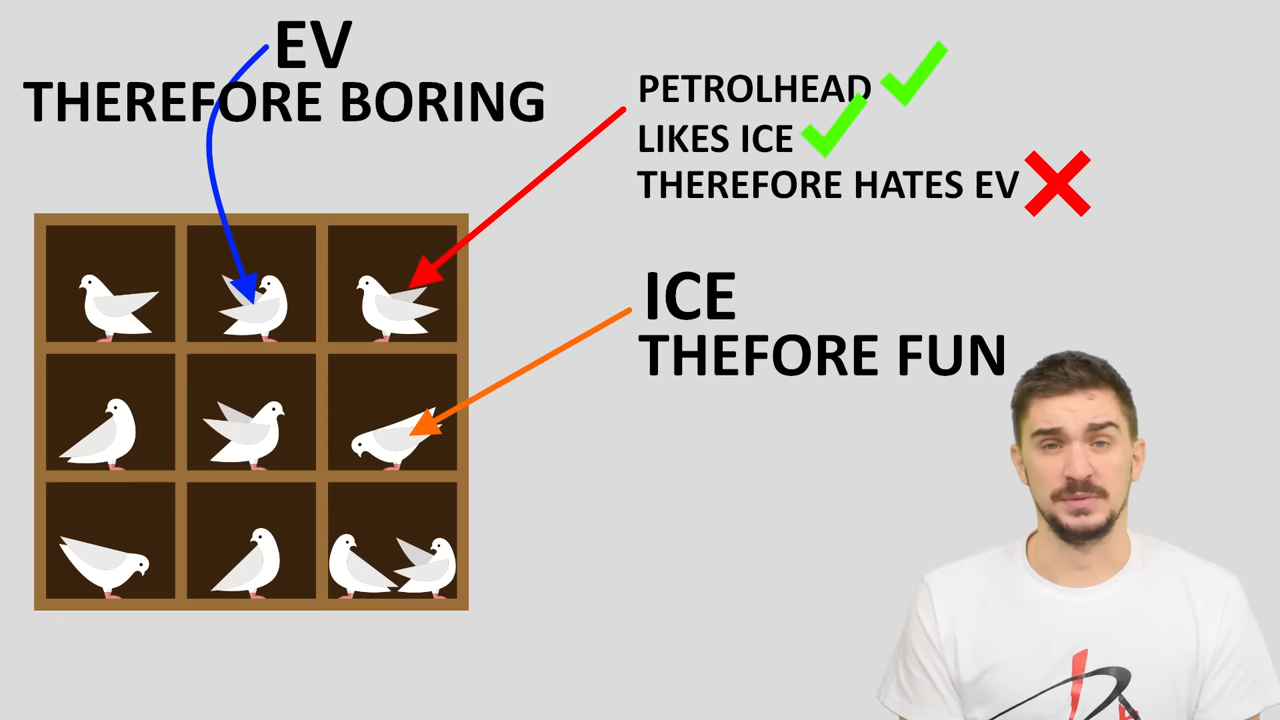 EV
THEREFORE BORING
PETROLHEAD
LIKES ICE
THEREFORE HATES EV
ICE
THEFORE FUN